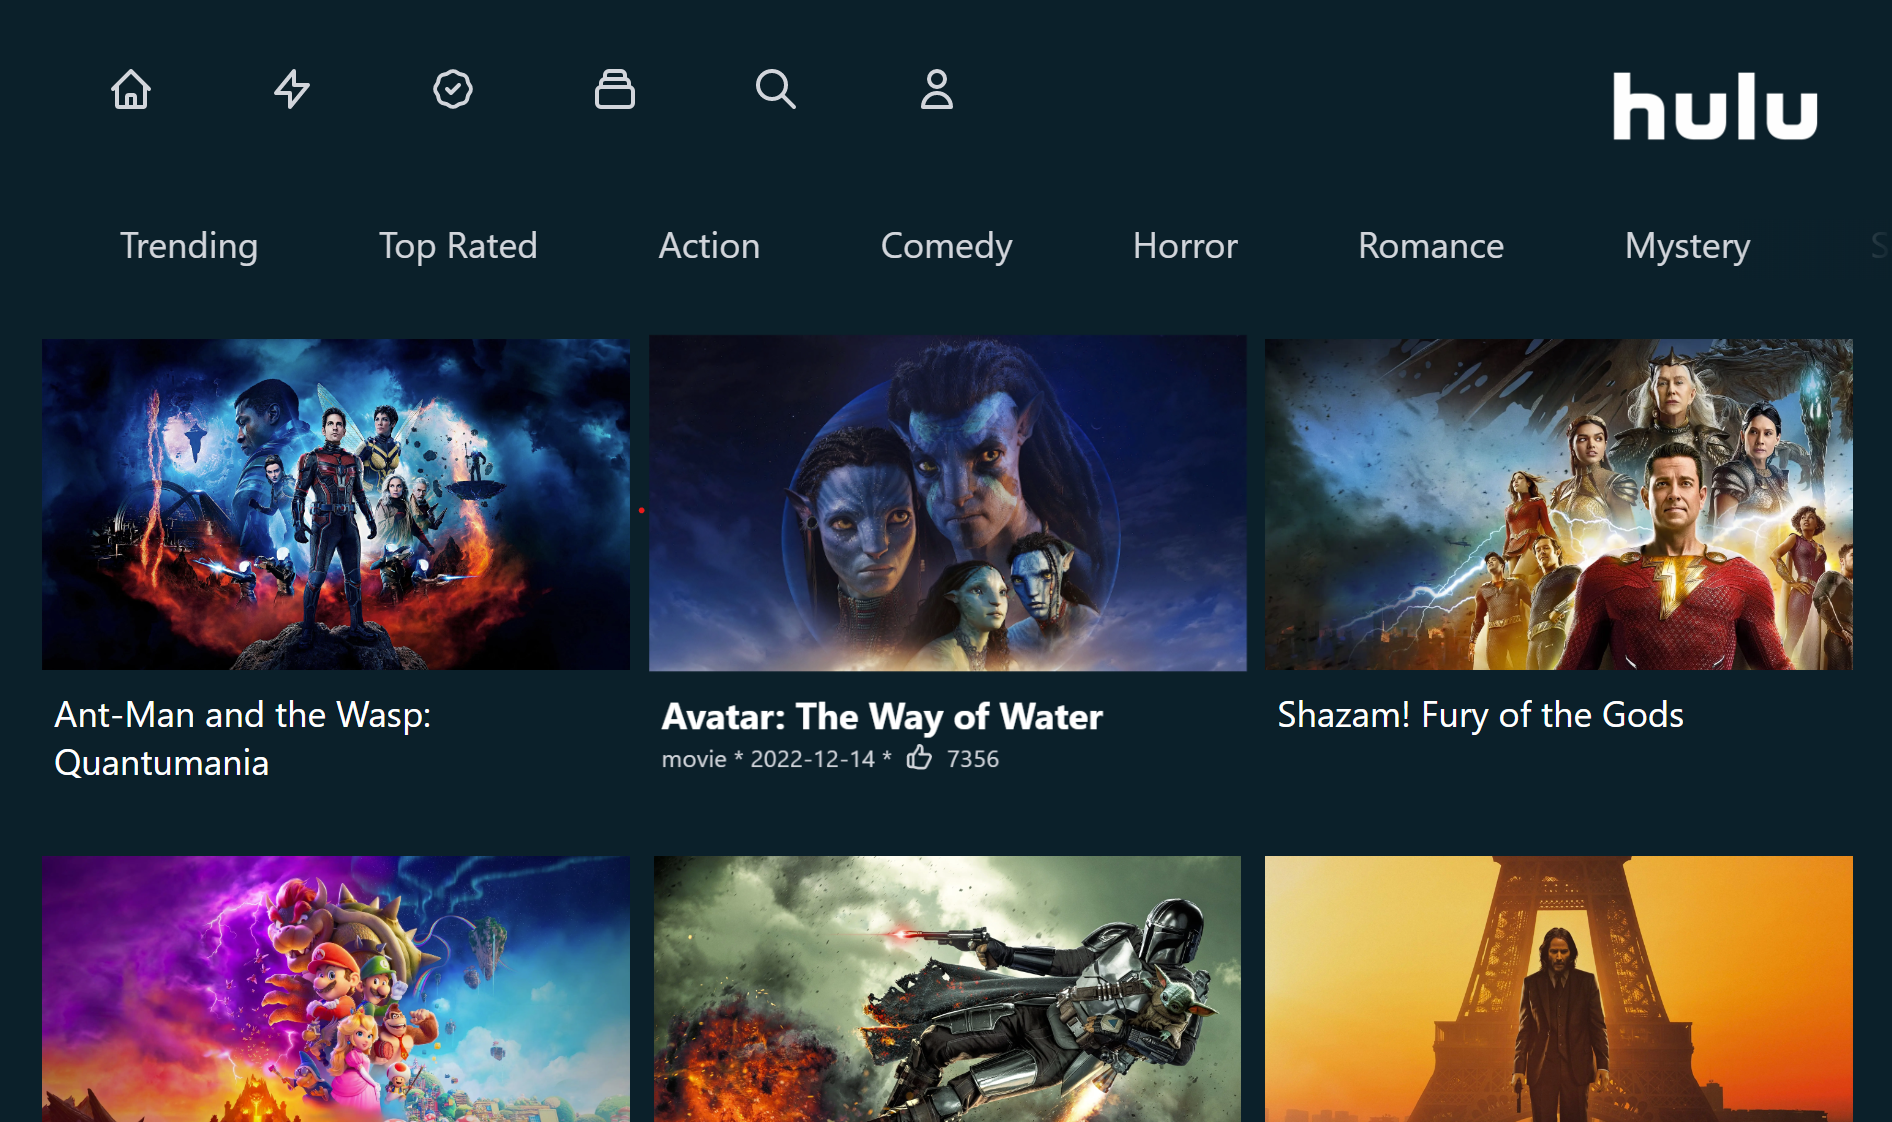 hulu
Trending Top Rated Action Comedy Horror Romance Mystery S
Ant-Man and the Wasp:
Quantumania
Avatar: The Way of Water
movie * 2022-12-14 * 7356
Shazam! Fury of the Gods